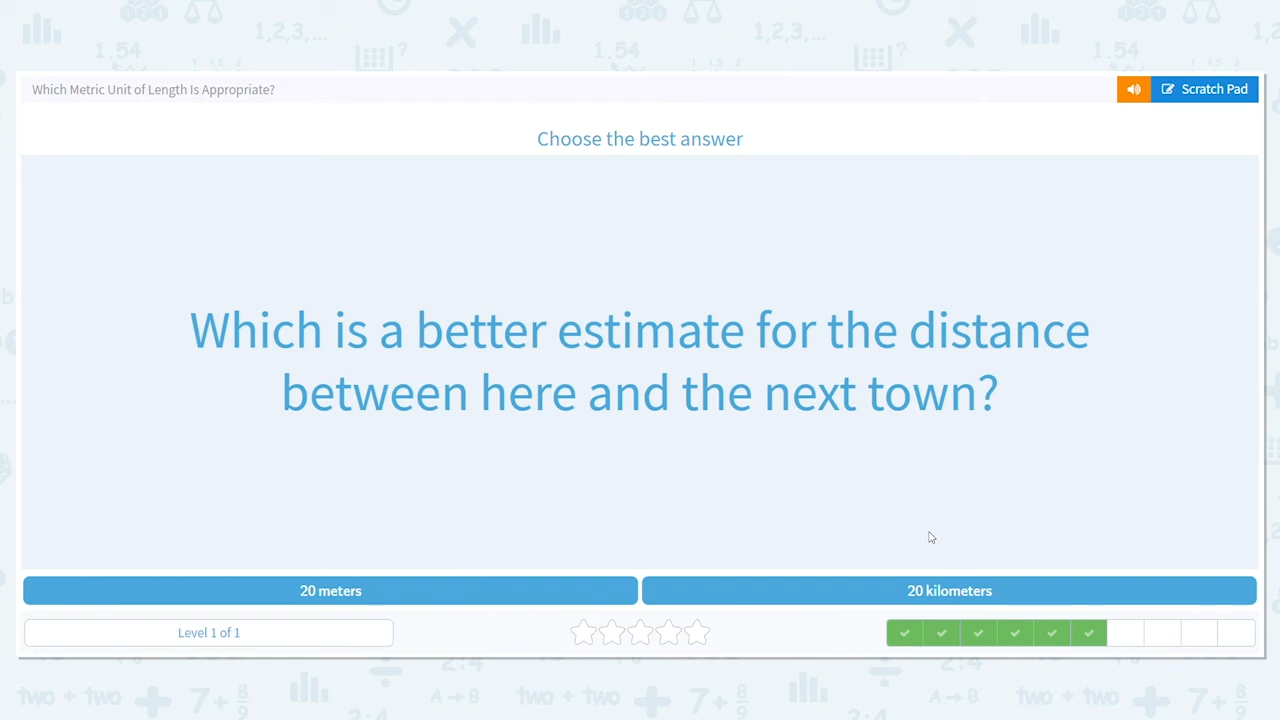 Which Metric Unit of Length Is Appropriate?
Scratch Pad
Choose the best answer
Which is a better estimate for the distance
between here and the next town?
20 meters
20 kilometers
Level 1 of 1